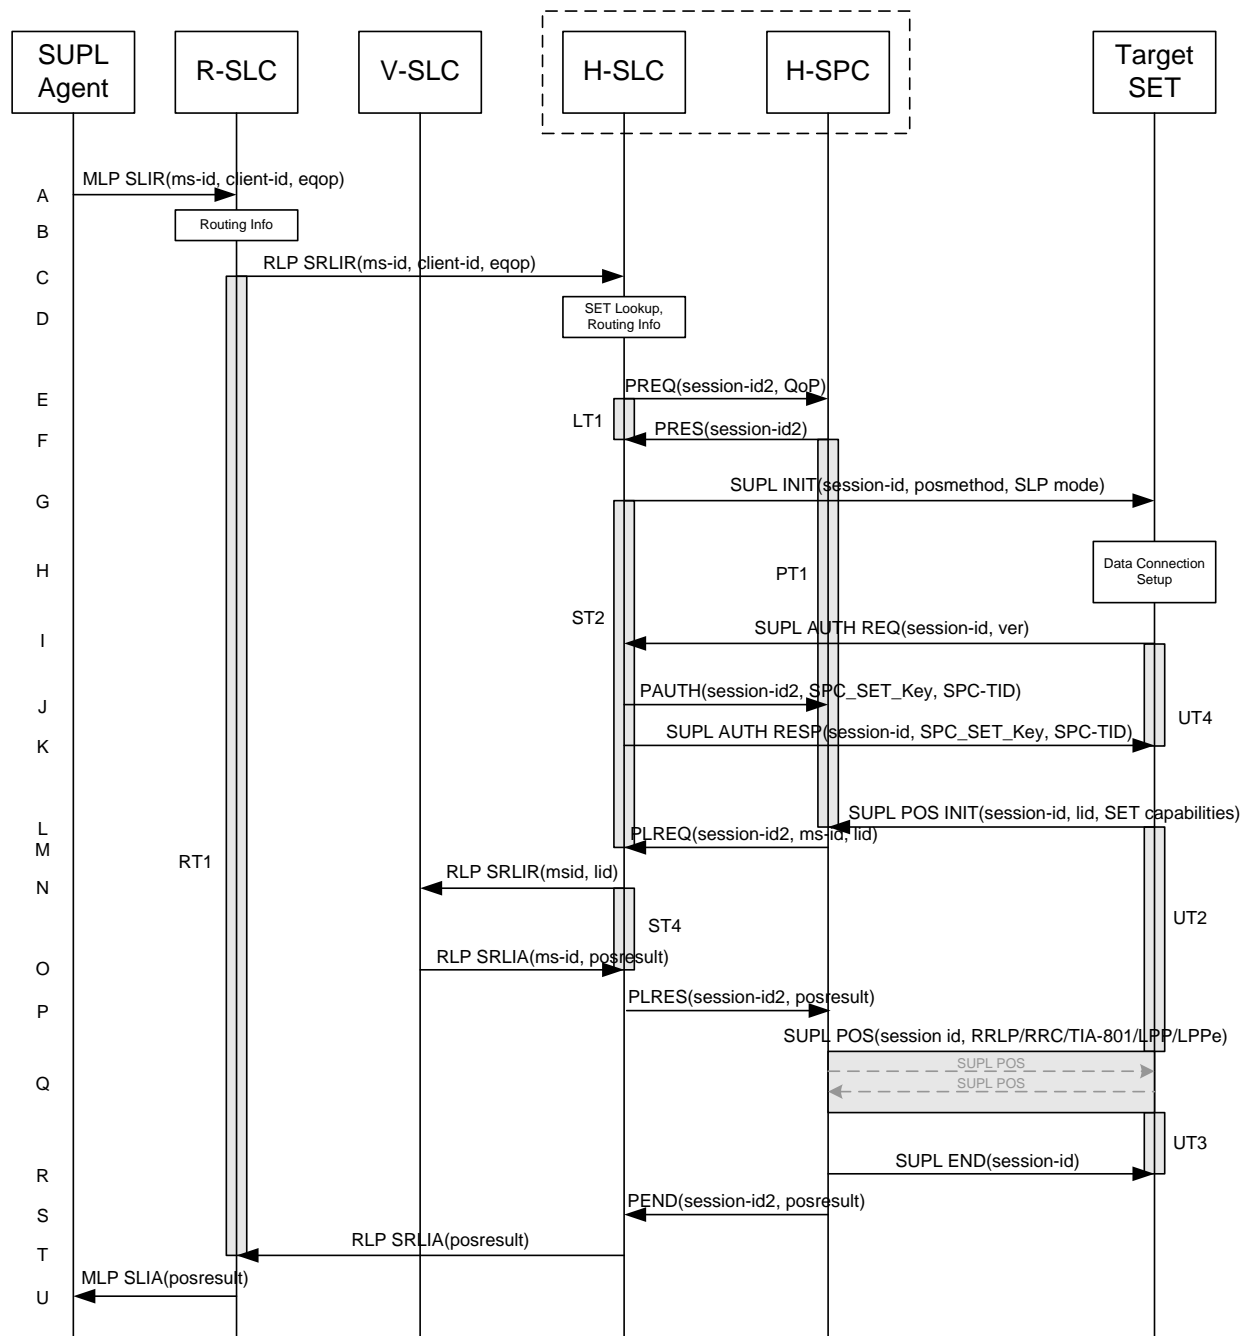 SUPL
Agent
R-SLC
V-SLC
H-SLC
H-SPC
Target
SET
A
MLP SLIR(ms-id, client-id, eqop)
B
Routing Info
C
RLP SRLIR(ms-id, client-id, eqop)
D
SET Lookup,
Routing Info
E
PREQ(session-id2, QoP)
LT1
F
PRES(session-id2)
G
SUPL INIT(session-id, posmethod, SLP mode)
H
PT1
Data Connection
Setup
ST2
I
SUPL AUTH REQ(session-id, ver)
J
PAUTH(session-id2, SPC_SET_Key, SPC-TID)
UT4
K
SUPL AUTH RESP(session-id, SPC_SET_Key, SPC-TID)
L
SUPL POS INIT(session-id, lid, SET capabilities)
M
PLREQ(session-id2, ms-id, lid)
RT1
N
RLP SRLIR(msid, lid)
ST4
UT2
O
RLP SRLIA(ms-id, posresult)
P
PLRES(session-id2, posresult)
SUPL POS(session id, RRLP/RRC/TIA-801/LPP/LPPe)
SUPL POS
Q
SUPL POS
UT3
R
SUPL END(session-id)
S
PEND(session-id2, posresult)
T
RLP SRLIA(posresult)
U
MLP SLIA(posresult)